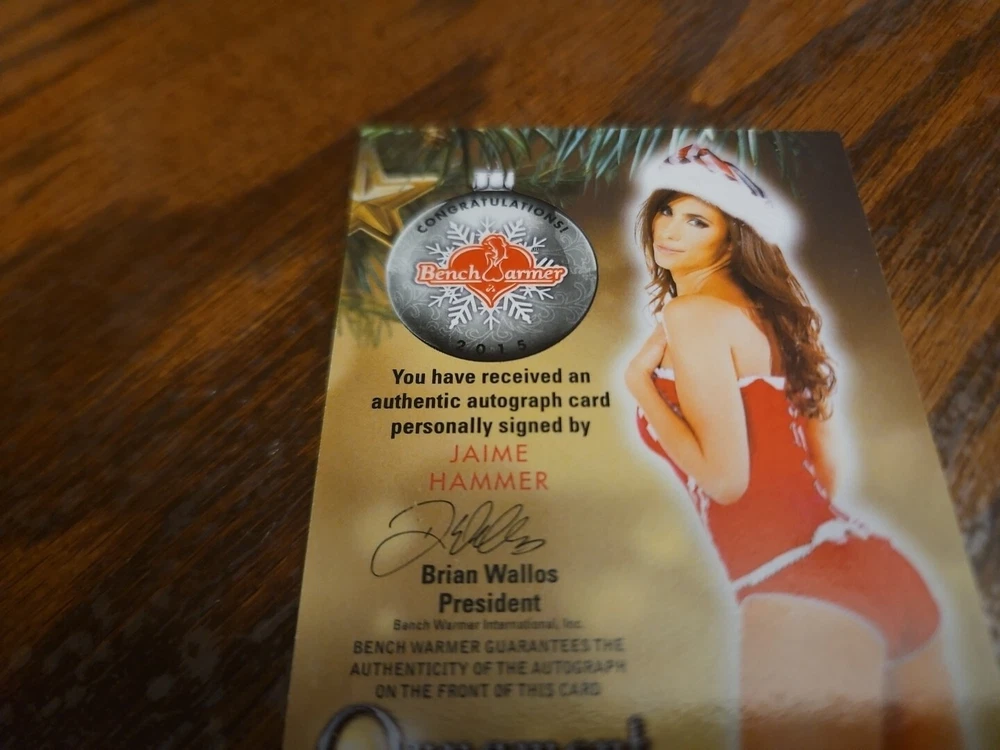 CONGRATULATIONS!
BenchWarmer
2015
You have received an
authentic autograph card
personally signed by
JAIME
HAMMER
Brian Wallos
President
Bench Warmer International, Inc.
BENCH WARMER GUARANTEES THE
AUTHENTICITY OF THE AUTOGRAPH
ON THE FRONT OF THIS CARD
Ornament